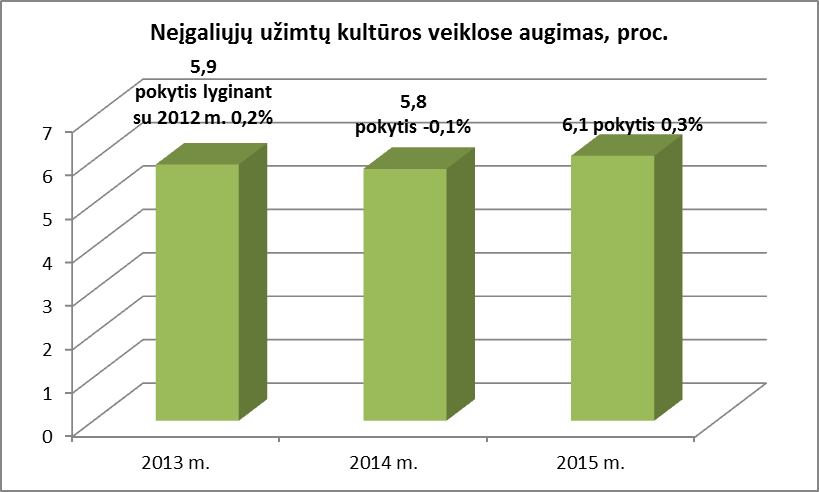 Neįgaliųjų užimtų kultūros veiklose augimas, proc.
5,9
pokytis lyginant
su 2012 m. 0,2%
5,8
pokytis -0,1%
6,1 pokytis 0,3%
7
6
5
4
3
2
1
0
2013 m.
2014 m.
2015 m.